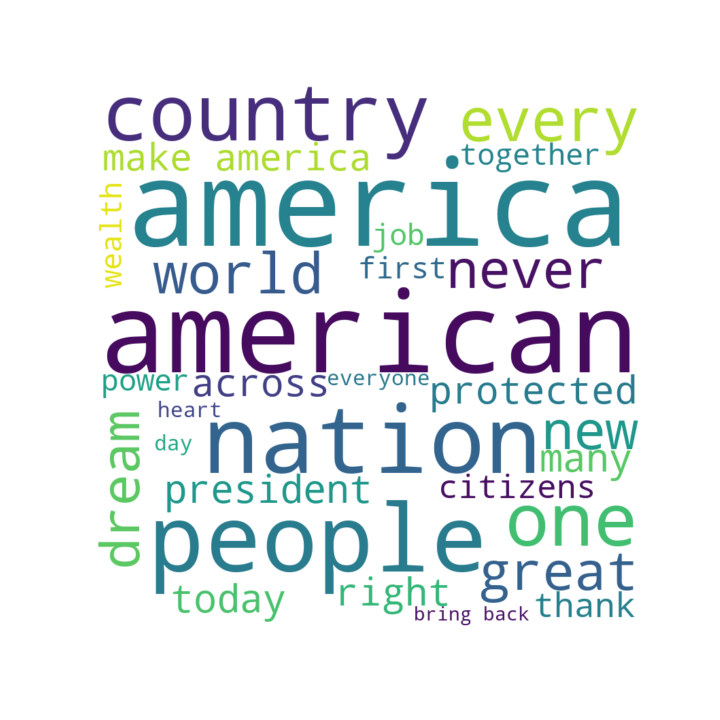 country every
make america together
wealth
america
job
world first never
american
power across everyone protected
heart
dream
day
nation new
many
president citizens
people one
great
today right thank
bring back